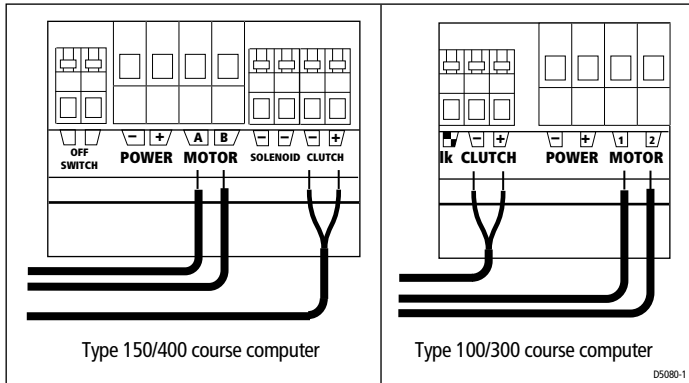 − + A B − − − +
OFF SWITCH POWER MOTOR SOLENOID CLUTCH
Type 150/400 course computer
− + − + 1 2
lk CLUTCH POWER MOTOR
Type 100/300 course computer
D5080-1